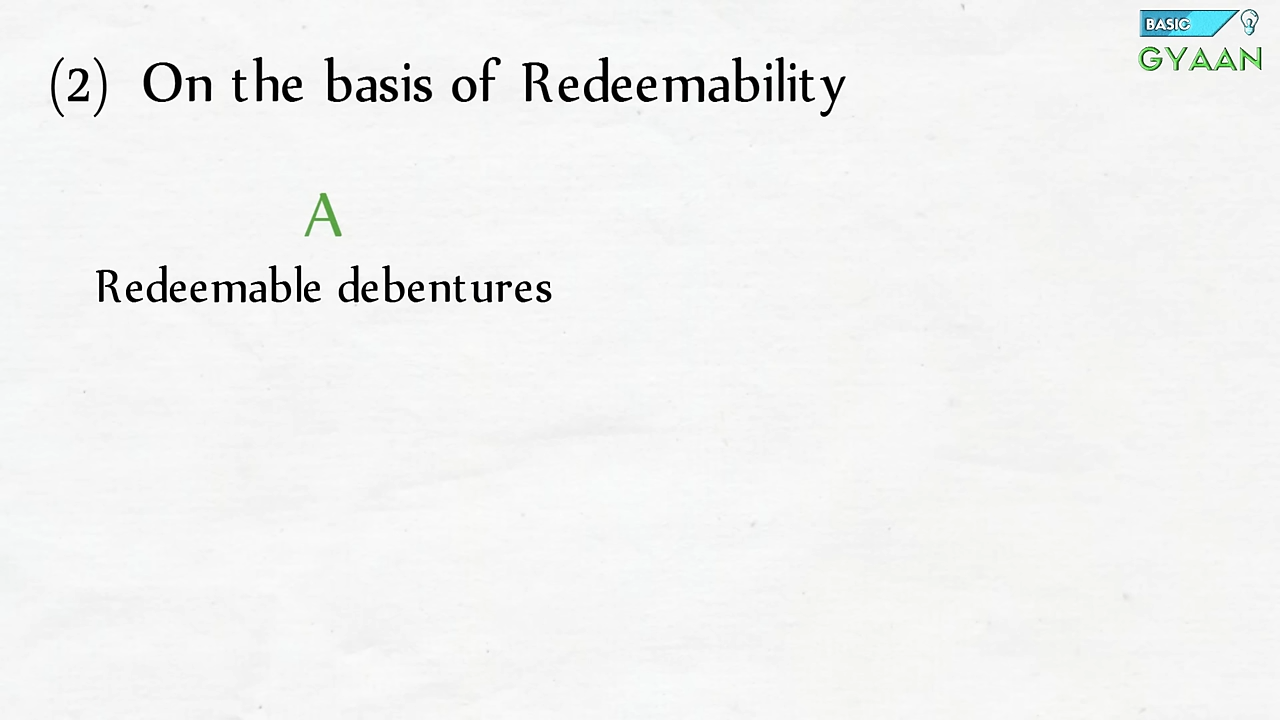 BASIC
GYAAN
(2) On the basis of Redeemability
A
Redeemable debentures